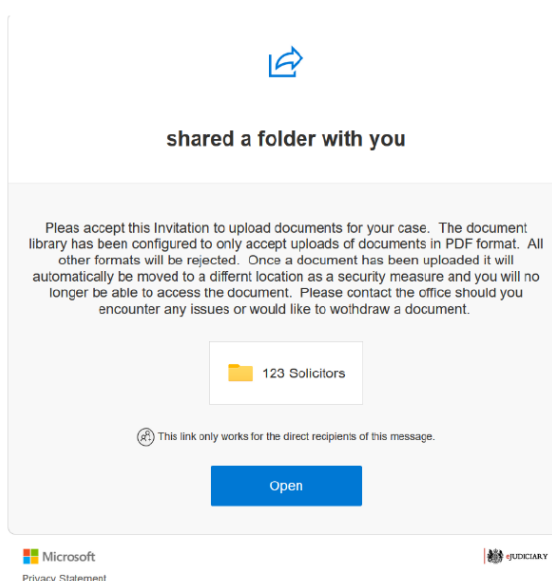 shared a folder with you
Pleas accept this Invitation to upload documents for your case. The document
library has been configured to only accept uploads of documents in PDF format. All
other formats will be rejected. Once a document has been uploaded it will
automatically be moved to a differnt location as a security measure and you will no
longer be able to access the document. Please contact the office should you
encounter any issues or would like to wothdraw a document.
123 Solicitors
This link only works for the direct recipients of this message.
Open
Microsoft
eJUDICIARY
Privacy Statement